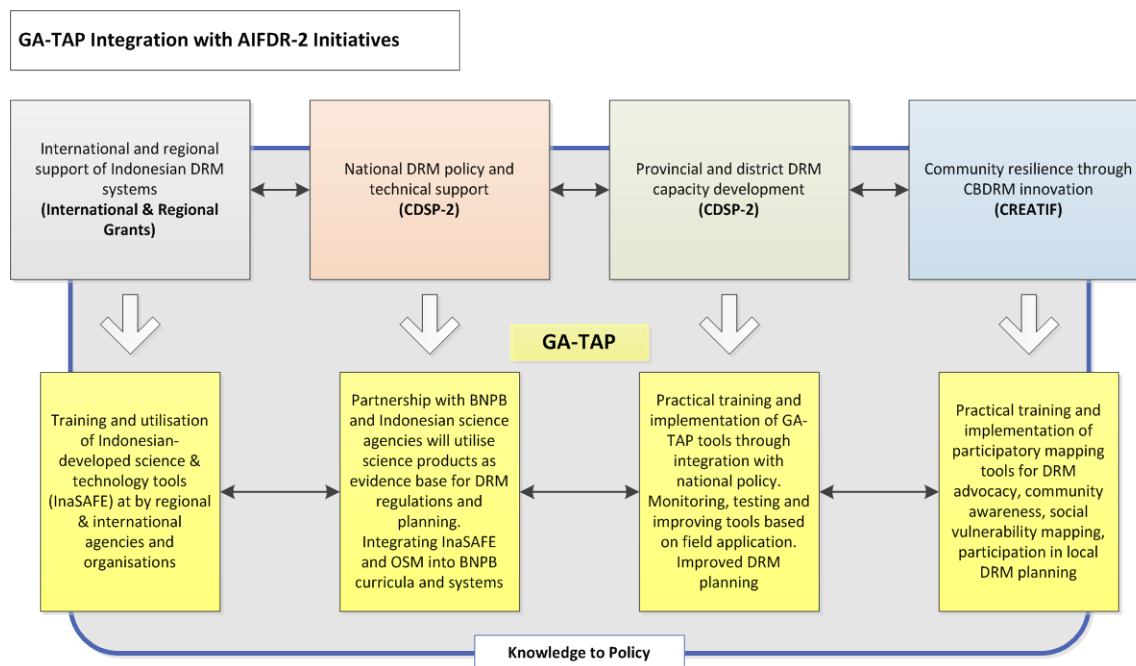 GA-TAP Integration with AIFDR-2 Initiatives
International and regional
support of Indonesian DRM
systems
(International & Regional
Grants)
National DRM policy and
technical support
(CDSP-2)
Provincial and district DRM
capacity development
(CDSP-2)
Community resilience through
CBDRM innovation
(CREATIF)
GA-TAP
Training and utilisation
of Indonesian-
developed science &
technology tools
(InaSAFE) at by regional
& international
agencies and
organisations
Partnership with BNPB
and Indonesian science
agencies will utilise
science products as
evidence base for DRM
regulations and
planning.
Integrating InaSAFE
and OSM into BNPB
curricula and systems
Practical training and
implementation of GA-
TAP tools through
integration with
national policy.
Monitoring, testing and
improving tools based
on field application.
Improved DRM
planning
Practical training and
implementation of
participatory mapping
tools for DRM
advocacy, community
awareness, social
vulnerability mapping,
participation in local
DRM planning
Knowledge to Policy